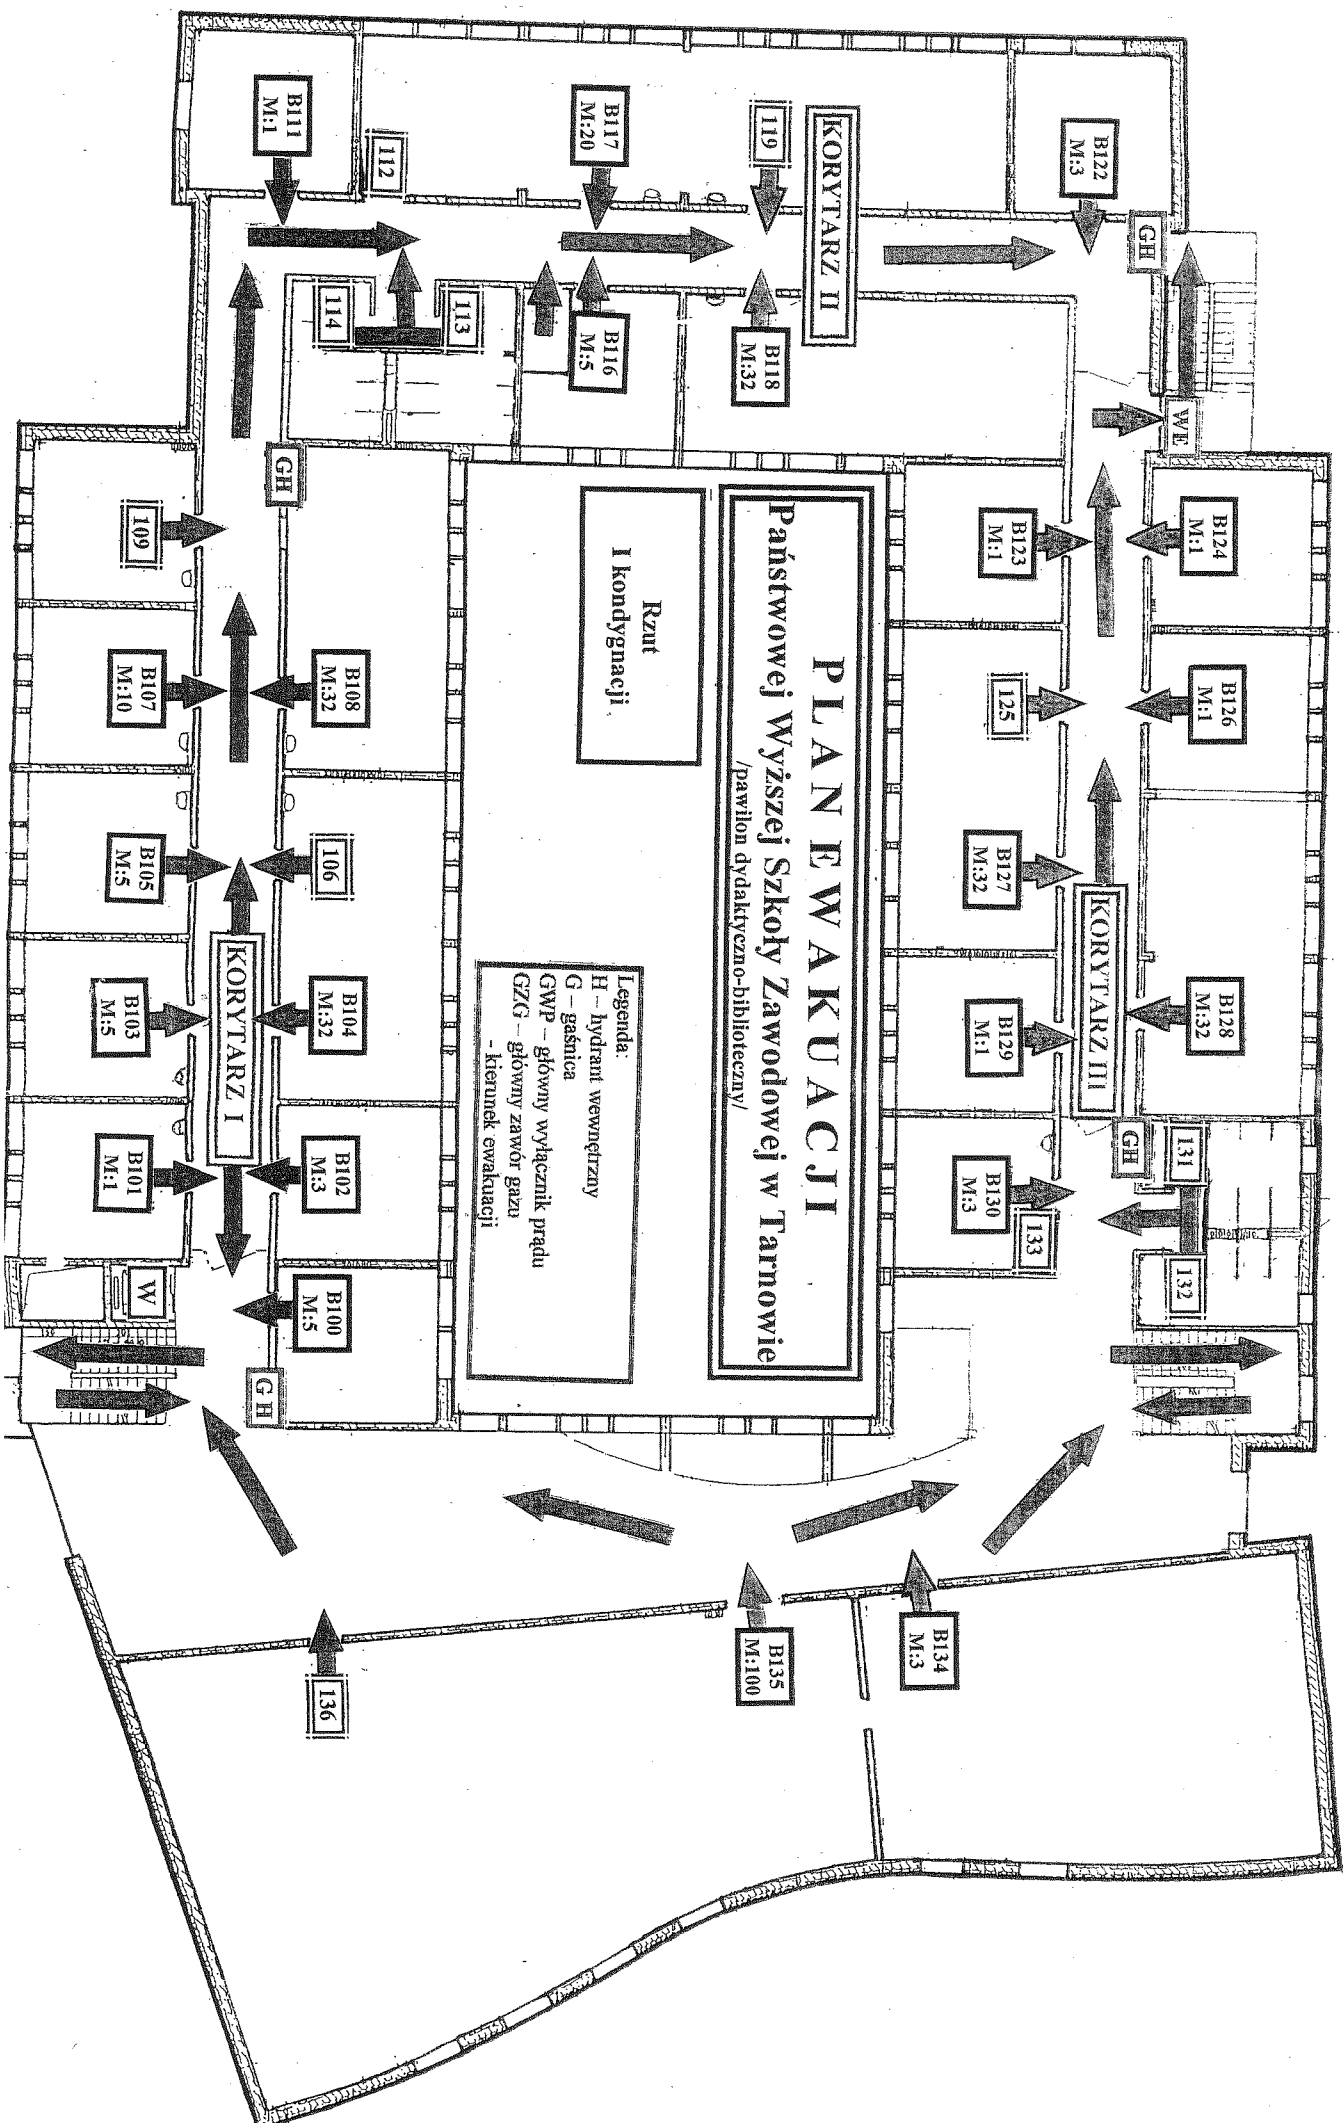 PLAN EWAKUACJI
Państwowej Wyższej Szkoły Zawodowej w Tarnowie
/pawilon dydaktyczno-biblioteczny/
Rzut
I kondygnacji
Legenda:
H – hydrant wewnętrzny
G – gaśnica
GWP – główny wyłącznik prądu
GZG – główny zawór gazu
- kierunek ewakuacji
B122
M:3
GH
WE
B124
M:1
B126
M:1
B128
M:32
131
132
GH
KORYTARZ III
B123
M:1
125
B127
M:32
B129
M:1
B130
M:3
133
KORYTARZ II
119
B118
M:32
B117
M:20
B116
M:5
112
113
114
B111
M:1
GH
B108
M:32
106
B104
M:32
B102
M:3
B100
M:5
GH
KORYTARZ I
109
B107
M:10
B105
M:5
B103
M:5
B101
M:1
W
B134
M:3
B135
M:100
136